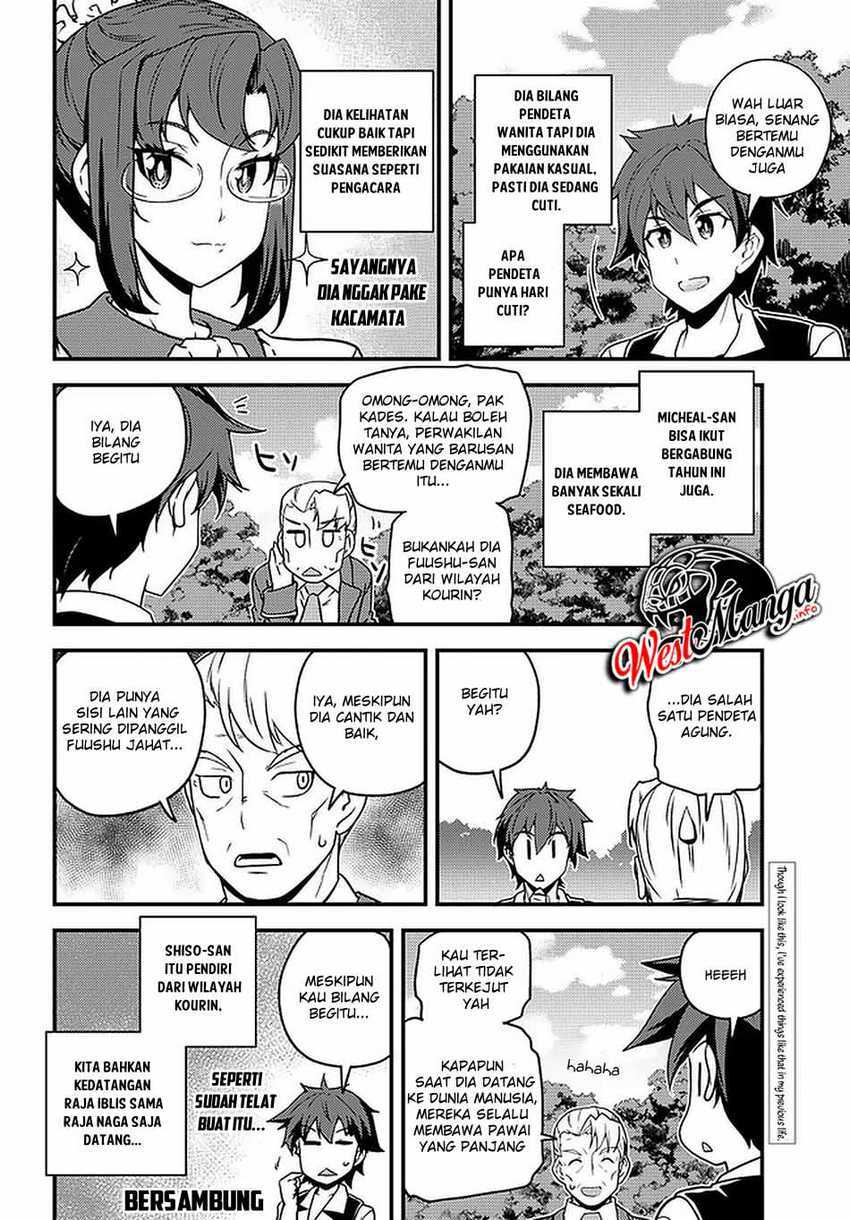 WAH LUAR
BIASA, SENANG
BERTEMU
DENGANMU
JUGA
DIA BILANG
PENDETA
WANITA TAPI DIA
MENGGUNAKAN
PAKAIAN KASUAL.
PASTI DIA SEDANG
CUTI.
APA
PENDETA
PUNYA HARI
CUTI?
DIA KELIHATAN
CUKUP BAIK TAPI
SEDIKIT MEMBERIKAN
SUASANA SEPERTI
PENGACARA
SAYANGNYA
DIA NGGAK PAKE
KACAMATA
MICHEAL-SAN
BISA IKUT
BERGABUNG
TAHUN INI
JUGA.
DIA MEMBAWA
BANYAK SEKALI
SEAFOOD.
OMONG-OMONG, PAK
KADES. KALAU BOLEH
TANYA, PERWAKILAN
WANITA YANG BARUSAN
BERTEMU DENGANMU
ITU...
BUKANKAH DIA
FUUSHU-SAN
DARI WILAYAH
KOURIN?
ヒソ
ヒソ
IYA, DIA
BILANG
BEGITU
WestManga
.info
...DIA SALAH
SATU PENDETA
AGUNG.
BEGITU
YAH?
IYA, MESKIPUN
DIA CANTIK DAN
BAIK,
DIA PUNYA
SISI LAIN YANG
SERING DIPANGGIL
FUUSHU JAHAT...
Though I look like this, I've experienced things like that in my previous life.
HEEEH
KAU TER-
LIHAT TIDAK
TERKEJUT
YAH
KAPAPUN
SAAT DIA DATANG
KE DUNIA MANUSIA,
MEREKA SELALU
MEMBAWA PAWAI
YANG PANJANG
hahaha
MESKIPUN
KAU BILANG
BEGITU...
SHISO-SAN
ITU PENDIRI
DARI WILAYAH
KOURIN.
KITA BAHKAN
KEDATANGAN
RAJA IBLIS SAMA
RAJA NAGA SAJA
DATANG...
SEPERTI
SUDAH TELAT
BUAT ITU...
BERSAMBUNG